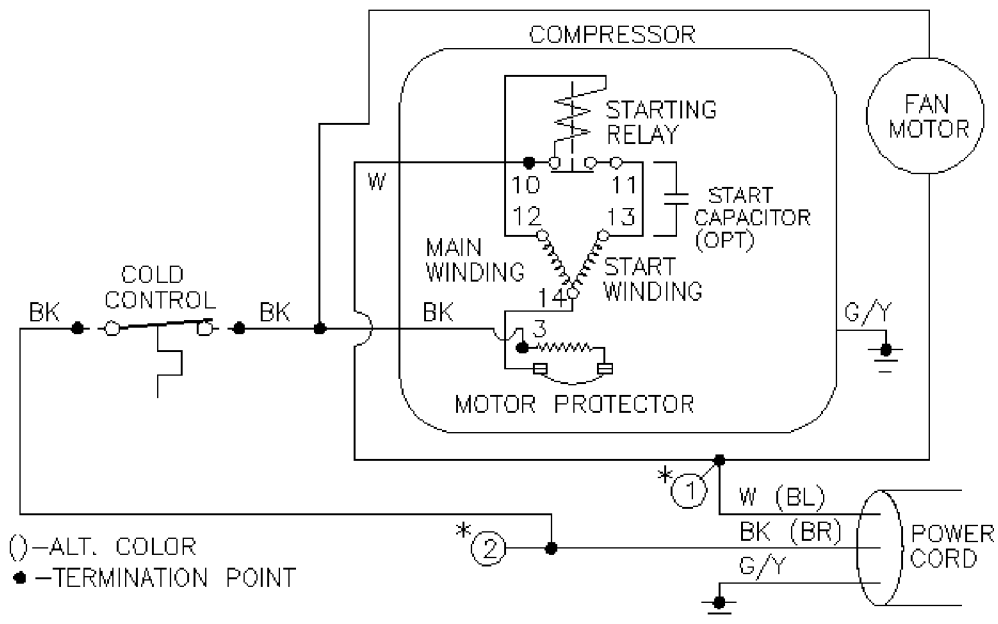 COMPRESSOR
FAN
MOTOR
STARTING
RELAY
W
10
11
START
CAPACITOR
(OPT)
12
13
MAIN
WINDING
START
WINDING
14
COLD
CONTROL
BK
BK
BK
3
G/Y
MOTOR PROTECTOR
*
1
W (BL)
*
2
BK (BR)
POWER
CORD
G/Y
()-ALT. COLOR
-TERMINATION POINT